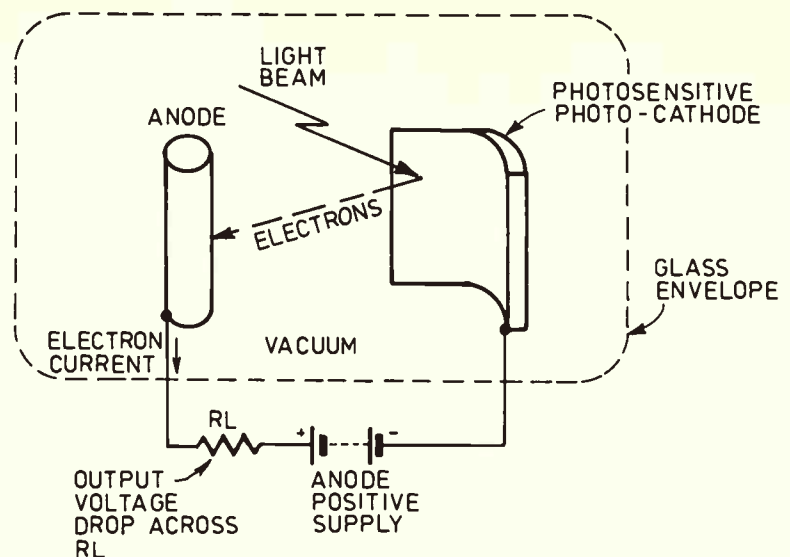 LIGHT
BEAM
PHOTOSENSITIVE
PHOTO-CATHODE
ANODE
ELECTRONS
GLASS
ENVELOPE
ELECTRON
CURRENT
VACUUM
RL
+
-
OUTPUT
VOLTAGE
DROP ACROSS
RL
ANODE
POSITIVE
SUPPLY